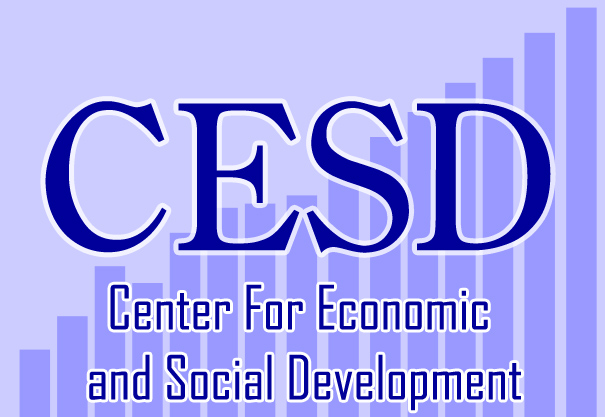 CESD
Center For Economic
and Social Development